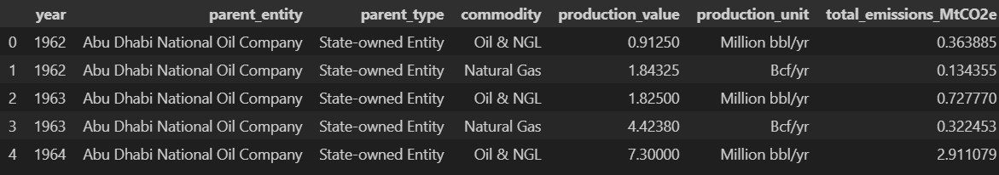 year parent_entity parent_type commodity production_value production_unit total_emissions_MtCO2e
0 1962 Abu Dhabi National Oil Company State-owned Entity Oil & NGL 0.91250 Million bbl/yr 0.363885
1 1962 Abu Dhabi National Oil Company State-owned Entity Natural Gas 1.84325 Bcf/yr 0.134355
2 1963 Abu Dhabi National Oil Company State-owned Entity Oil & NGL 1.82500 Million bbl/yr 0.727770
3 1963 Abu Dhabi National Oil Company State-owned Entity Natural Gas 4.42380 Bcf/yr 0.322453
4 1964 Abu Dhabi National Oil Company State-owned Entity Oil & NGL 7.30000 Million bbl/yr 2.911079